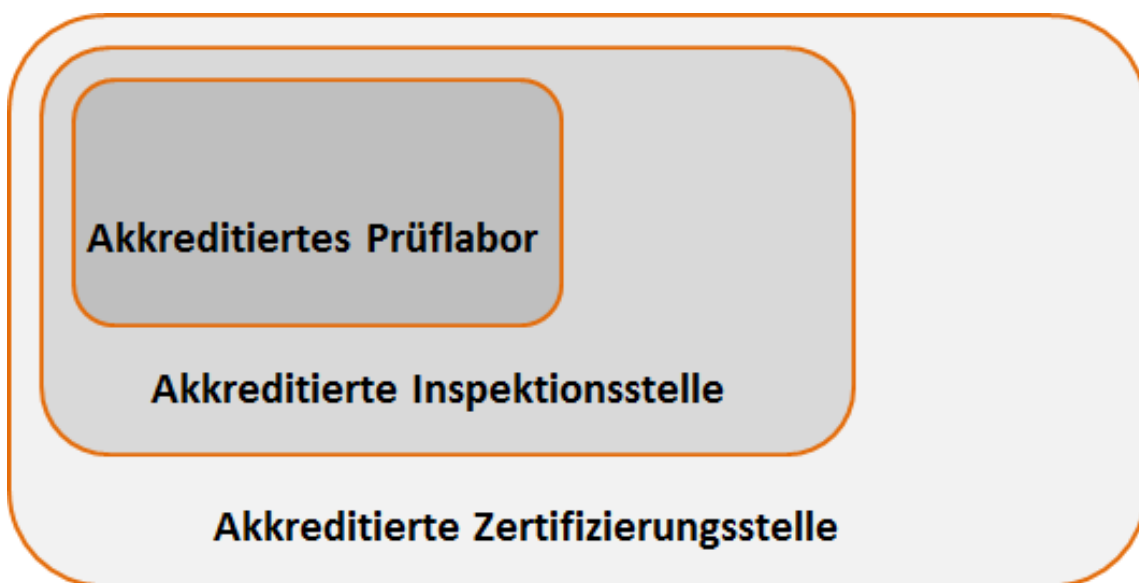 Akkreditiertes Prüflabor
Akkreditierte Inspektionsstelle
Akkreditierte Zertifizierungsstelle